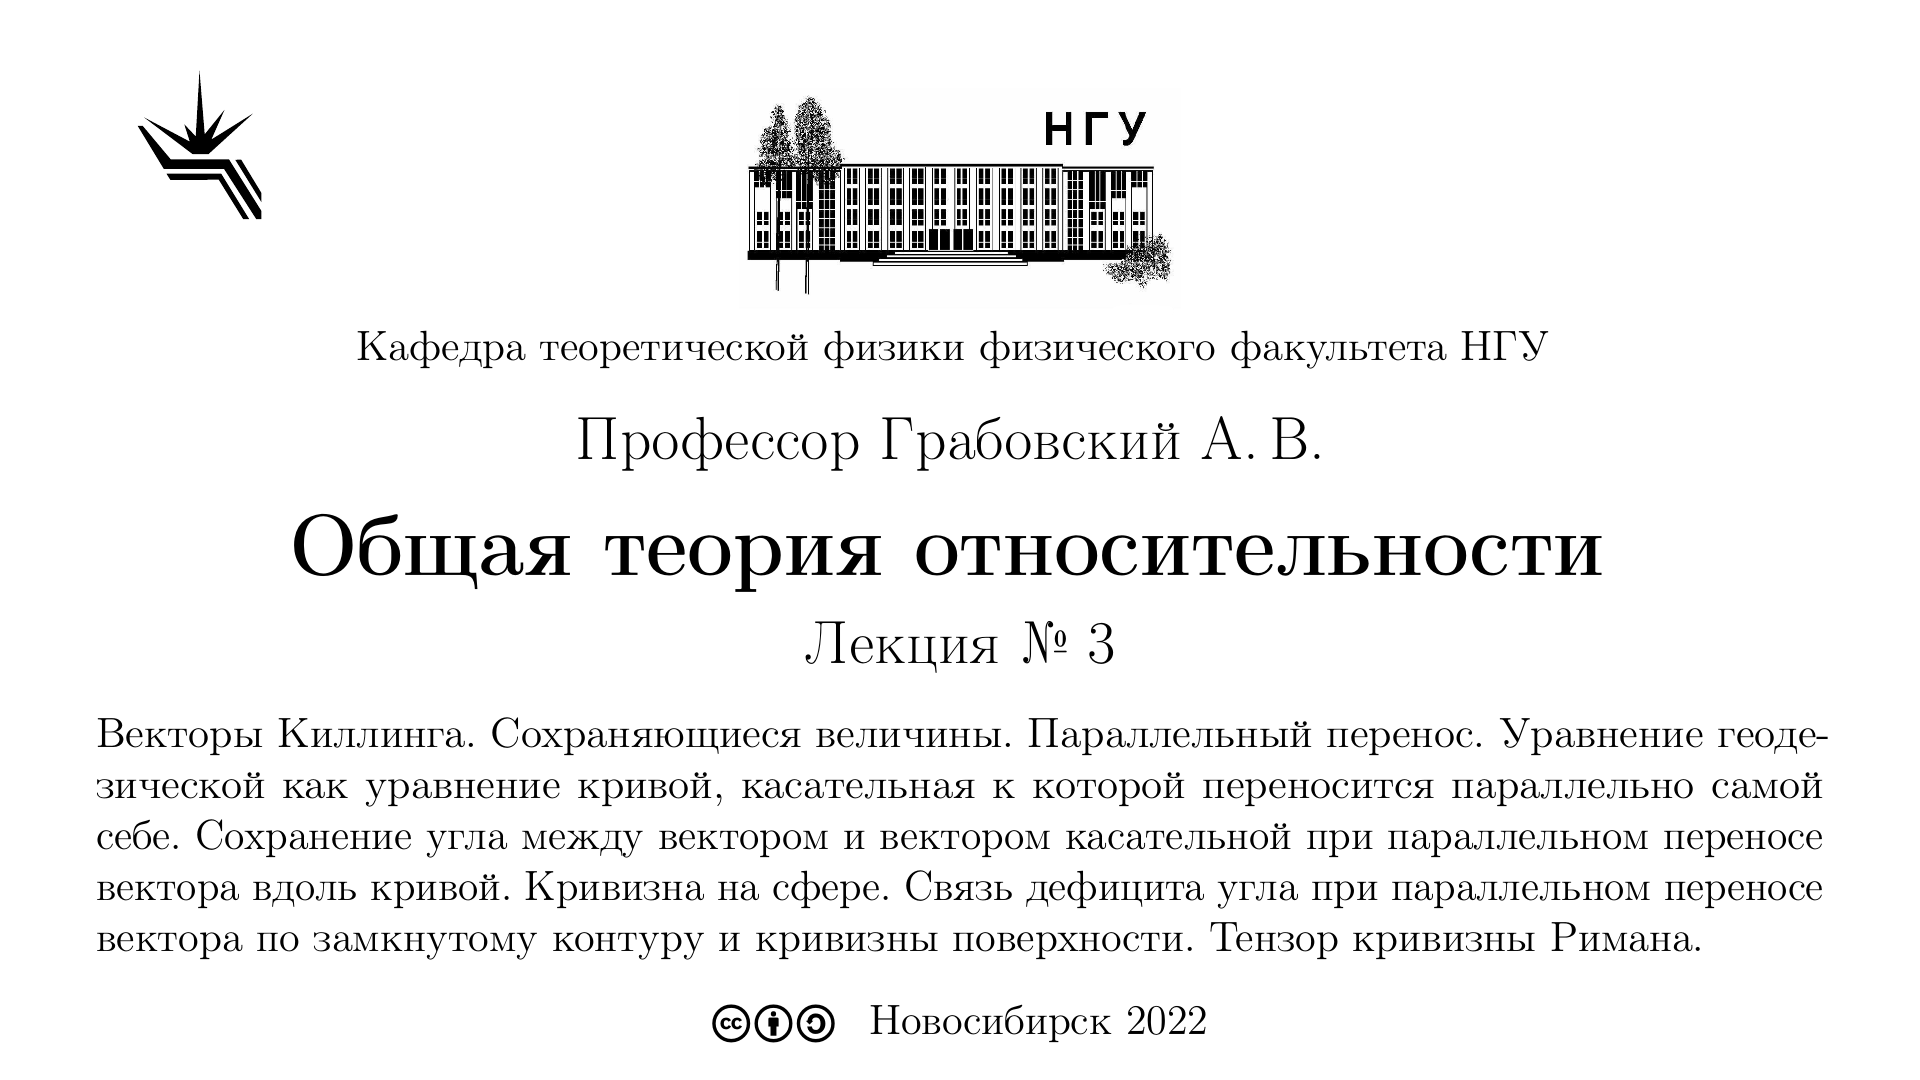 НГУ
Кафедра теоретической физики физического факультета НГУ
Профессор Грабовский А. В.
Общая теория относительности
Лекция № 3
Векторы Киллинга. Сохраняющиеся величины. Параллельный перенос. Уравнение геоде-
зической как уравнение кривой, касательная к которой переносится параллельно самой
себе. Сохранение угла между вектором и вектором касательной при параллельном переносе
вектора вдоль кривой. Кривизна на сфере. Связь дефицита угла при параллельном переносе
вектора по замкнутому контуру и кривизны поверхности. Тензор кривизны Римана.
cc Новосибирск 2022